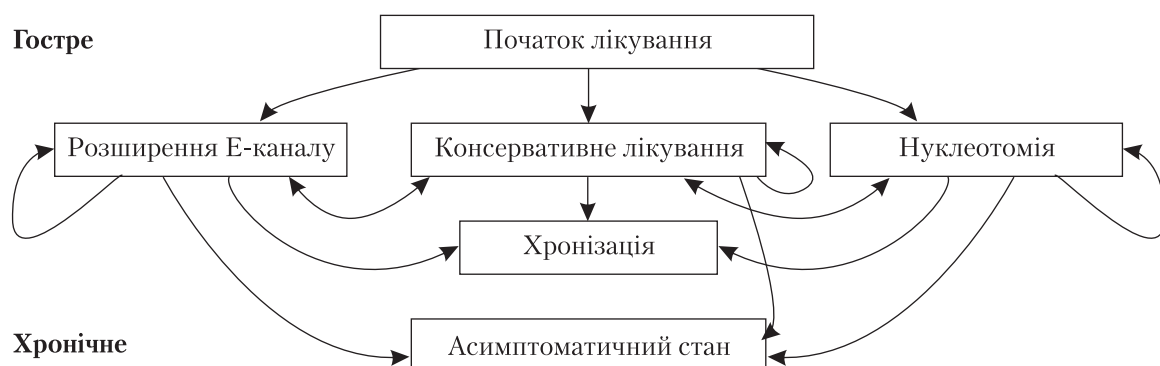 Гостре
Початок лікування
Розширення Е-каналу
Консервативне лікування
Нуклеотомія
Хронізація
Хронічне
Асимптоматичний стан